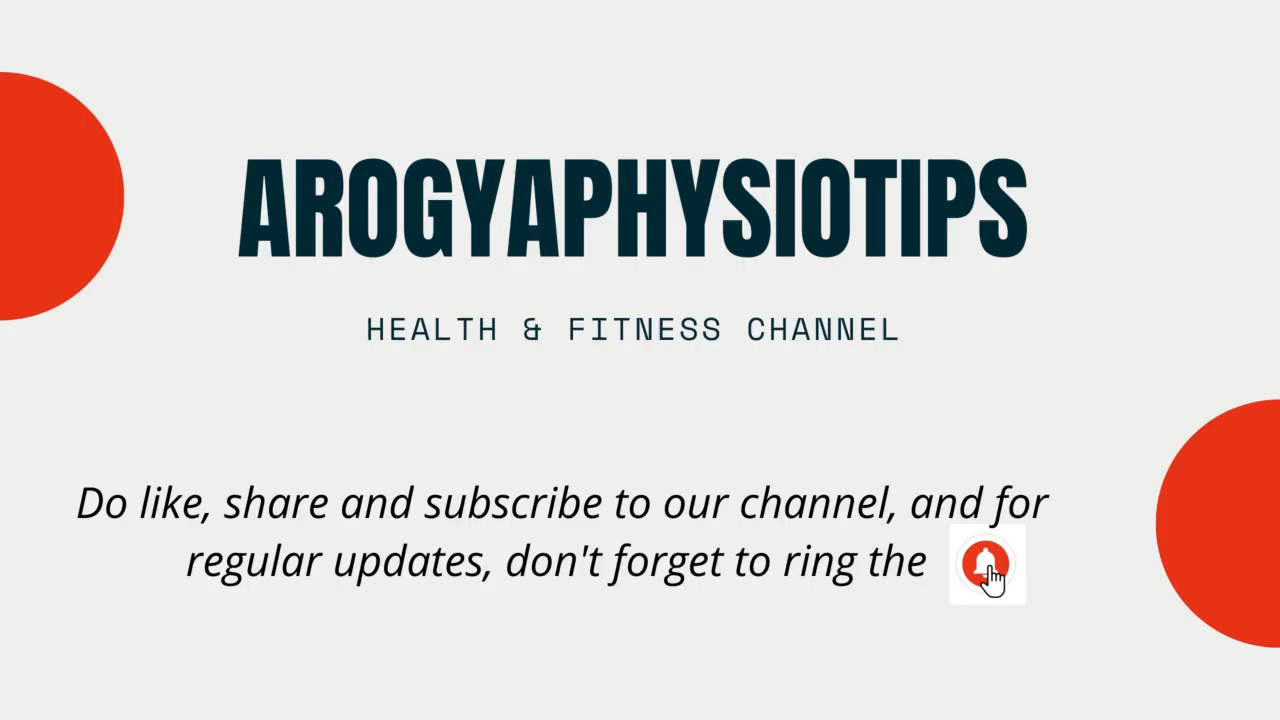 AROGYAPHYSIOTIPS
HEALTH & FITNESS CHANNEL
Do like, share and subscribe to our channel, and for
regular updates, don't forget to ring the